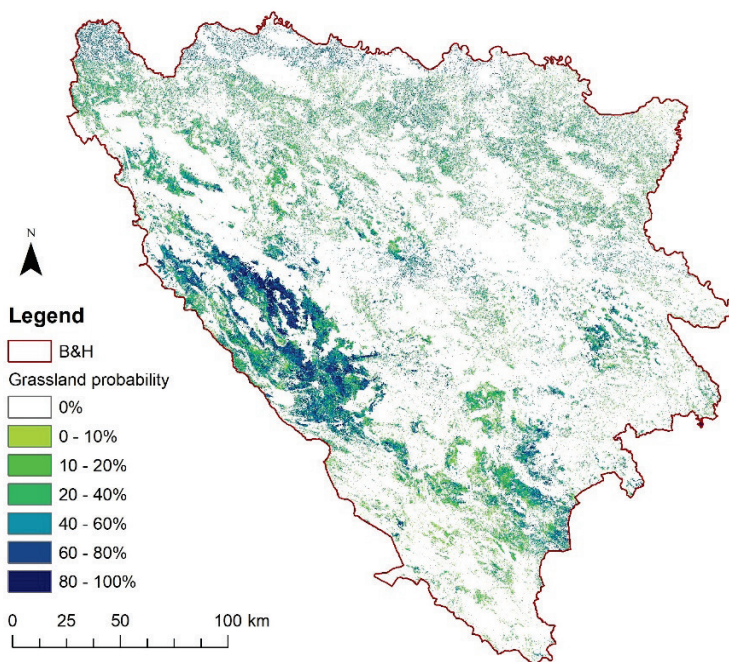 N
Legend
B&H
Grassland probability
0%
0 - 10%
10 - 20%
20 - 40%
40 - 60%
60 - 80%
80 - 100%
0 25 50 100 km